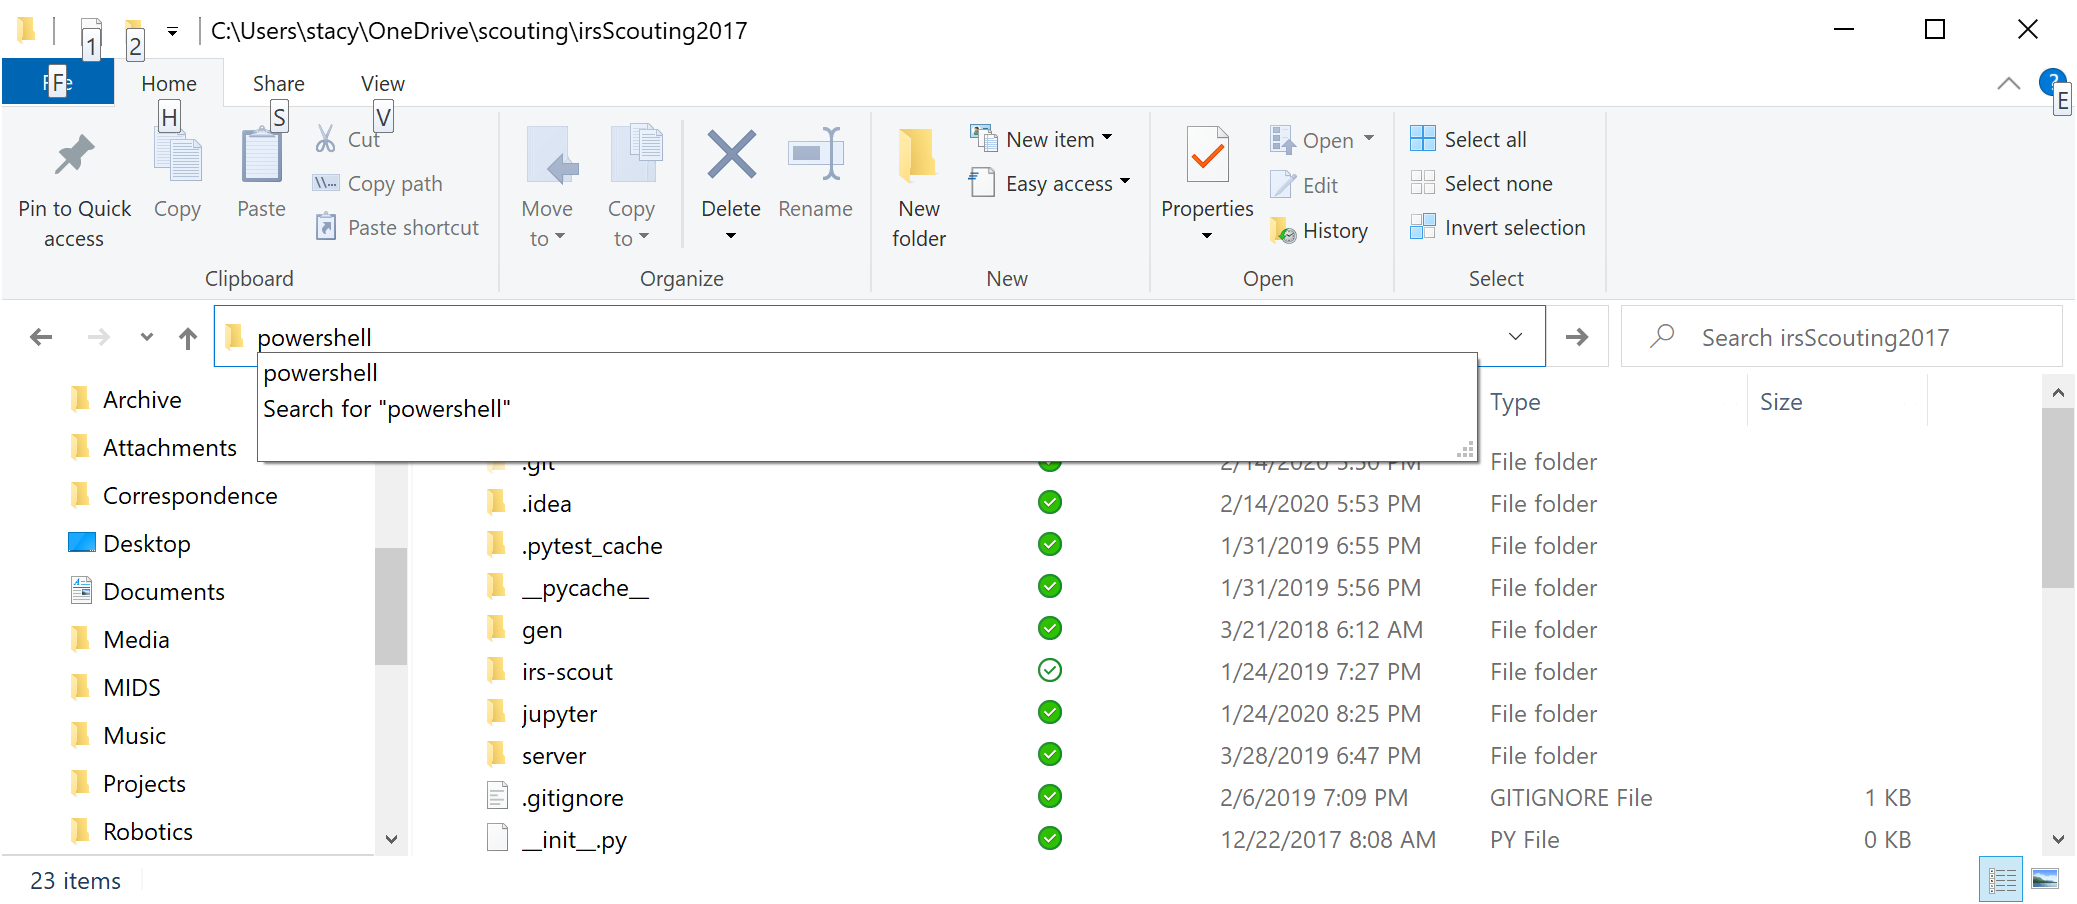 1 2 C:\Users\stacy\OneDrive\scouting\irsScouting2017
F Home Share View ?
H S V E
Pin to Quick access
Copy
Paste
Cut
Copy path
Paste shortcut
Clipboard
Move to
Copy to
Delete
Rename
Organize
New folder
New item
Easy access
New
Properties
Open
Edit
History
Open
Select all
Select none
Invert selection
Select
powershell
Search irsScouting2017
powershell
Search for "powershell"
Type Size
Archive
Attachments
Correspondence
Desktop
Documents
Media
MIDS
Music
Projects
Robotics
.git 2/14/2020 5:50 PM File folder
.idea 2/14/2020 5:53 PM File folder
.pytest_cache 1/31/2019 6:55 PM File folder
__pycache__ 1/31/2019 5:56 PM File folder
gen 3/21/2018 6:12 AM File folder
irs-scout 1/24/2019 7:27 PM File folder
jupyter 1/24/2020 8:25 PM File folder
server 3/28/2019 6:47 PM File folder
.gitignore 2/6/2019 7:09 PM GITIGNORE File 1 KB
__init__.py 12/22/2017 8:08 AM PY File 0 KB
23 items